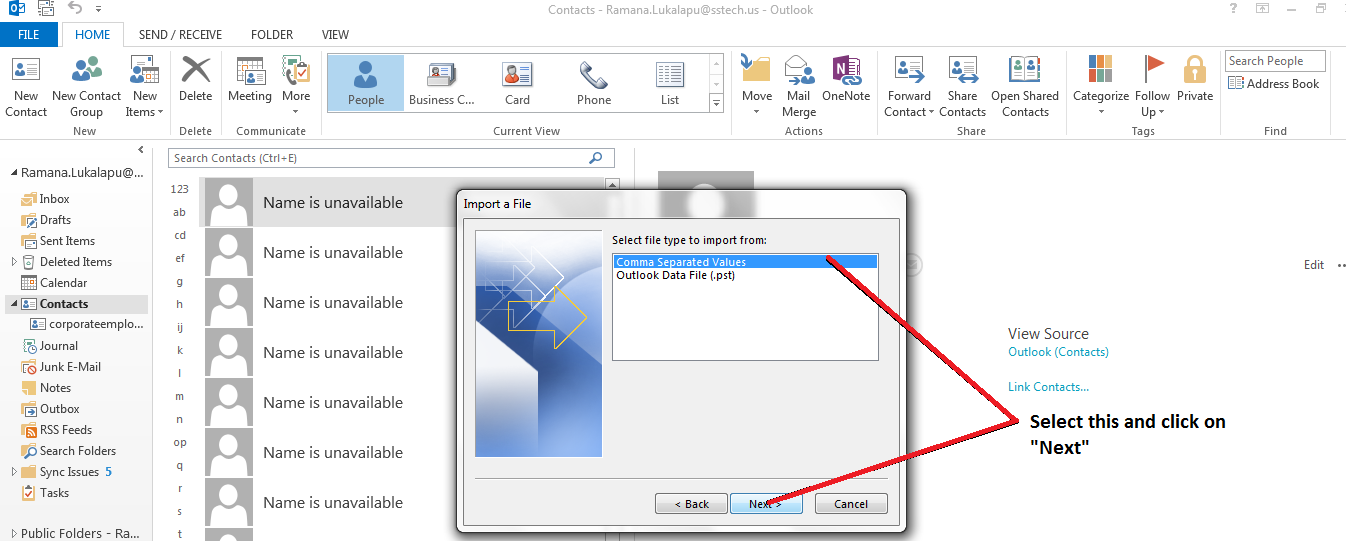 Contacts - Ramana.Lukalapu@sstech.us - Outlook
?
FILE HOME SEND / RECEIVE FOLDER VIEW
New Contact
New Contact Group
New Items
Delete
Meeting
More
People
Business C...
Card
Phone
List
Move
Mail Merge
OneNote
Forward Contact
Share Contacts
Open Shared Contacts
Categorize
Follow Up
Private
Search People
Address Book
New Delete Communicate Current View Actions Share Tags Find
Ramana.Lukalapu@...
Inbox
Drafts
Sent Items
Deleted Items
Calendar
Contacts
corporateemplo...
Journal
Junk E-Mail
Notes
Outbox
RSS Feeds
Search Folders
Sync Issues 5
Tasks
Public Folders - Ra...
Search Contacts (Ctrl+E)
123
ab
cd
ef
g
h
ij
k
l
m
n
op
q
r
s
t
Name is unavailable
Name is unavailable
Name is unavailable
Name is unavailable
Name is unavailable
Name is unavailable
Name is unavailable
Import a File
Select file type to import from:
Comma Separated Values
Outlook Data File (.pst)
< Back Next > Cancel
Edit ...
View Source
Outlook (Contacts)
Link Contacts...
Select this and click on
"Next"